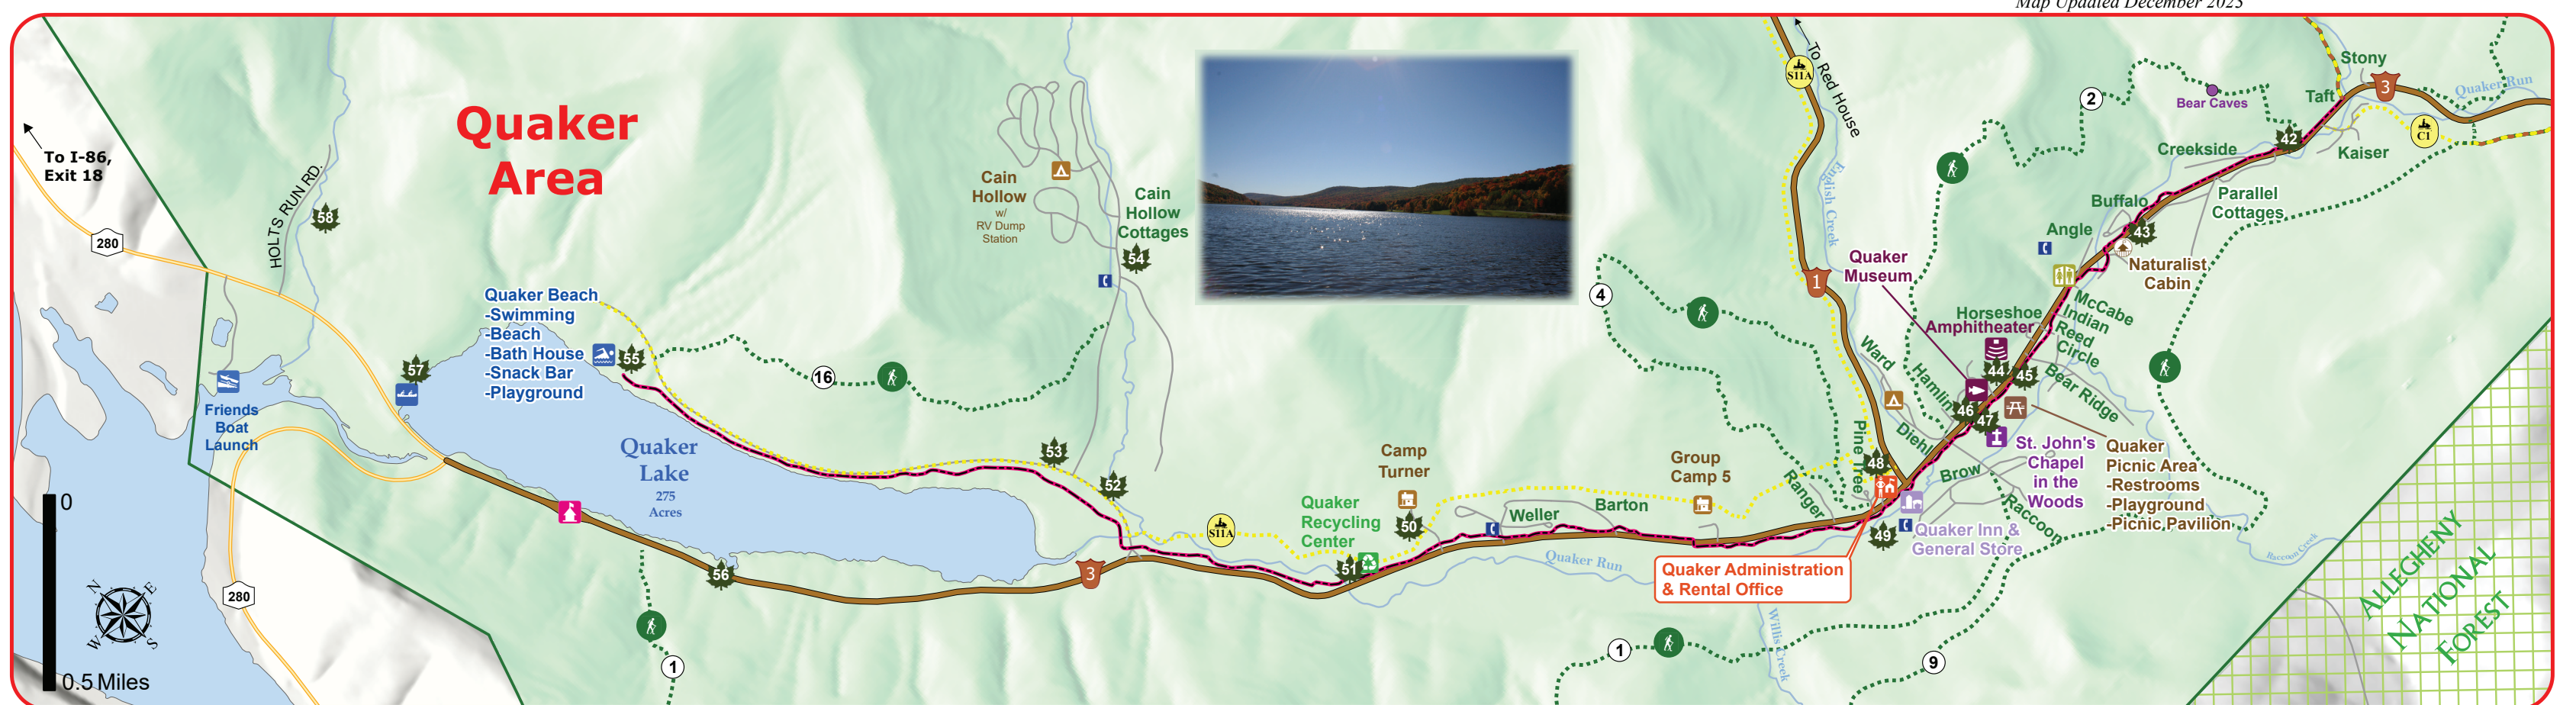 Map Updated December 2023
To I-86,
Exit 18
280
HOLTS RUN RD.
58
Quaker
Area
Cain
Hollow
w/
RV Dump
Station
Cain
Hollow
Cottages
54
S11A
To Red House
English Creek
1
2
Bear Caves
Stony
3
Quaker Run
Taft
C1
42
Creekside
Kaiser
Parallel
Cottages
Buffalo
43
Angle
Naturalist
Cabin
Quaker
Museum
Horseshoe
Amphitheater
McCabe
Indian
Reed
Circle
Bear Ridge
44
45
46
47
Ward
Hamlin
Diehl
Brow
Raccoon
Pine Tree
Ranger
48
49
4
Quaker Beach
-Swimming
-Beach
-Bath House
-Snack Bar
-Playground
55
57
16
Friends
Boat
Launch
Quaker
Lake
275
Acres
53
52
56
3
S11A
Quaker
Recycling
Center
51
Camp
Turner
50
Weller
Barton
Group
Camp 5
Quaker Run
Quaker Administration
& Rental Office
Quaker Inn &
General Store
St. John's
Chapel
in the
Woods
Quaker
Picnic Area
-Restrooms
-Playground
-Picnic Pavilion
Raccoon Creek
Willis Creek
1
1
9
280
N
E
W
S
0
0.5 Miles
ALLEGHENY
NATIONAL
FOREST